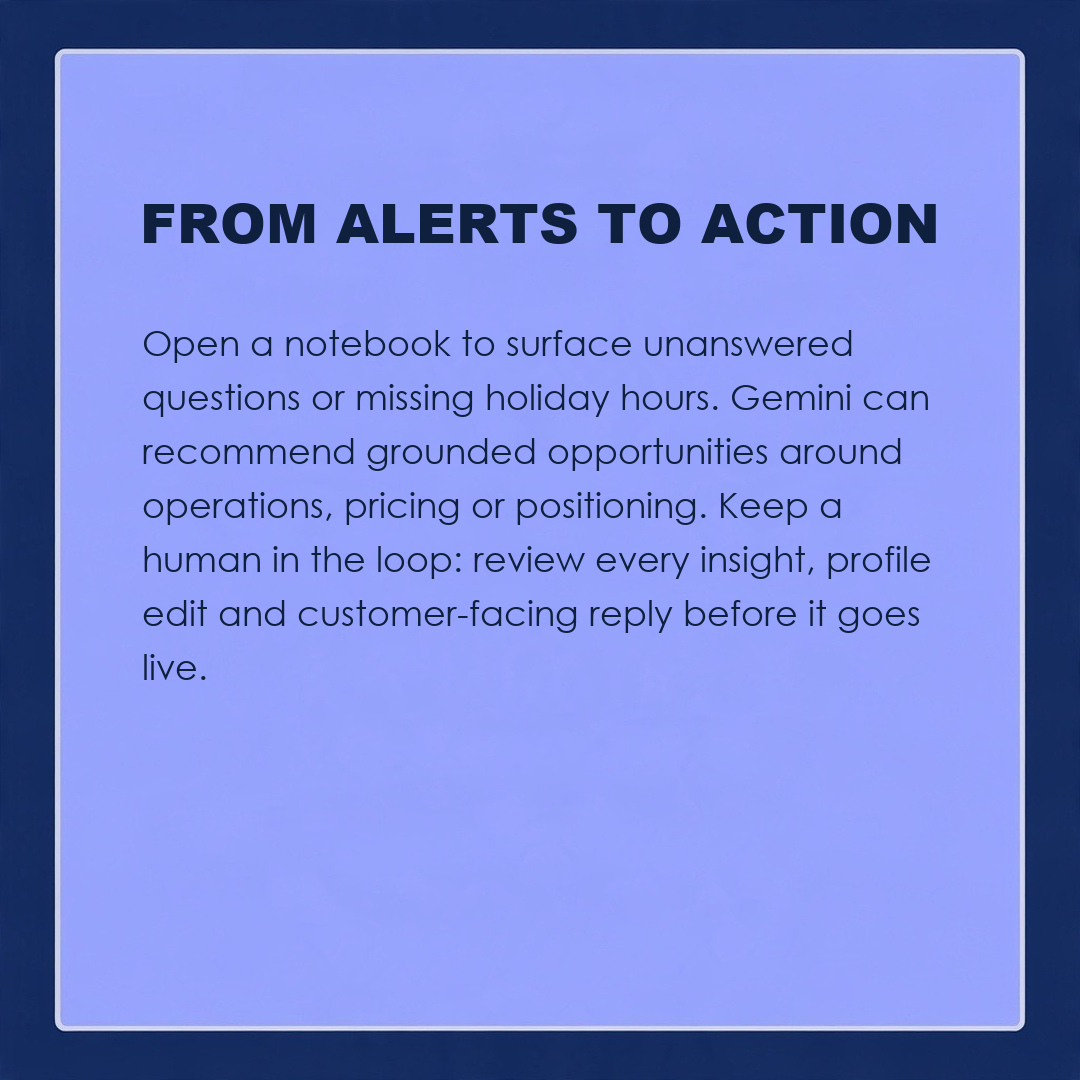 FROM ALERTS TO ACTION
Open a notebook to surface unanswered
questions or missing holiday hours. Gemini can
recommend grounded opportunities around
operations, pricing or positioning. Keep a
human in the loop: review every insight, profile
edit and customer-facing reply before it goes
live.